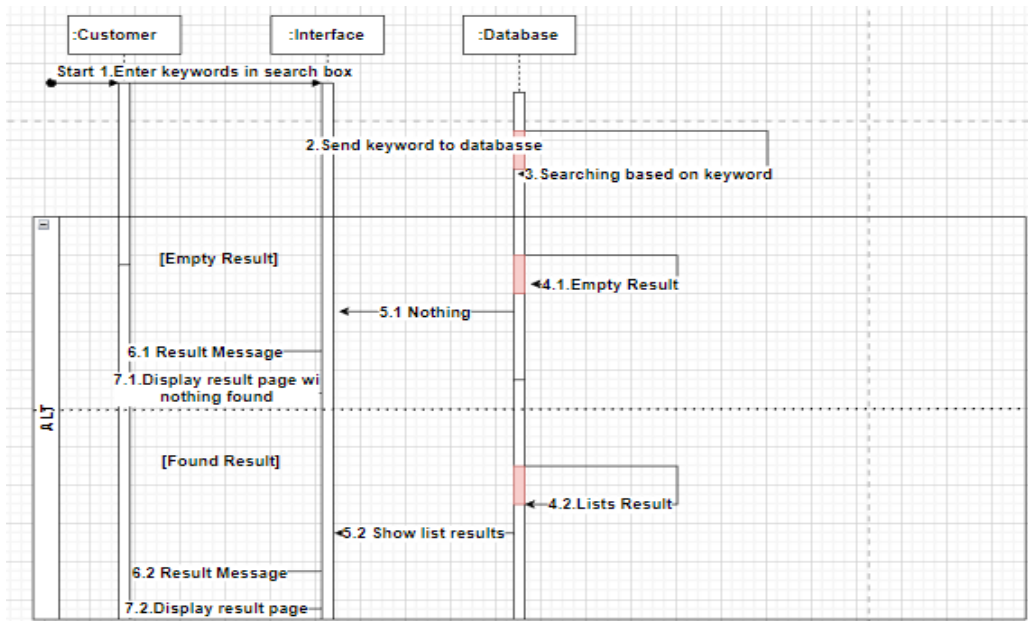 :Customer
:Interface
:Database
Start 1.Enter keywords in search box
2.Send keyword to databasse
3.Searching based on keyword
[Empty Result]
4.1.Empty Result
5.1 Nothing
6.1 Result Message
7.1.Display result page wi
nothing found
ALT
[Found Result]
4.2.Lists Result
5.2 Show list results
6.2 Result Message
7.2.Display result page